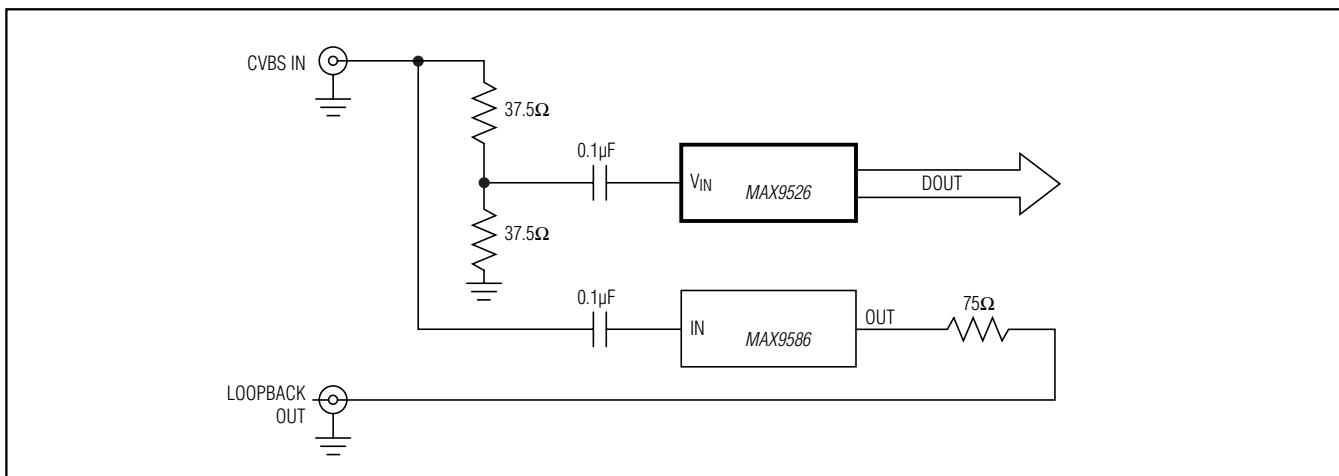 CVBS IN
37.5Ω
0.1µF
VIN
MAX9526
DOUT
37.5Ω
0.1µF
IN
MAX9586
OUT
75Ω
LOOPBACK
OUT